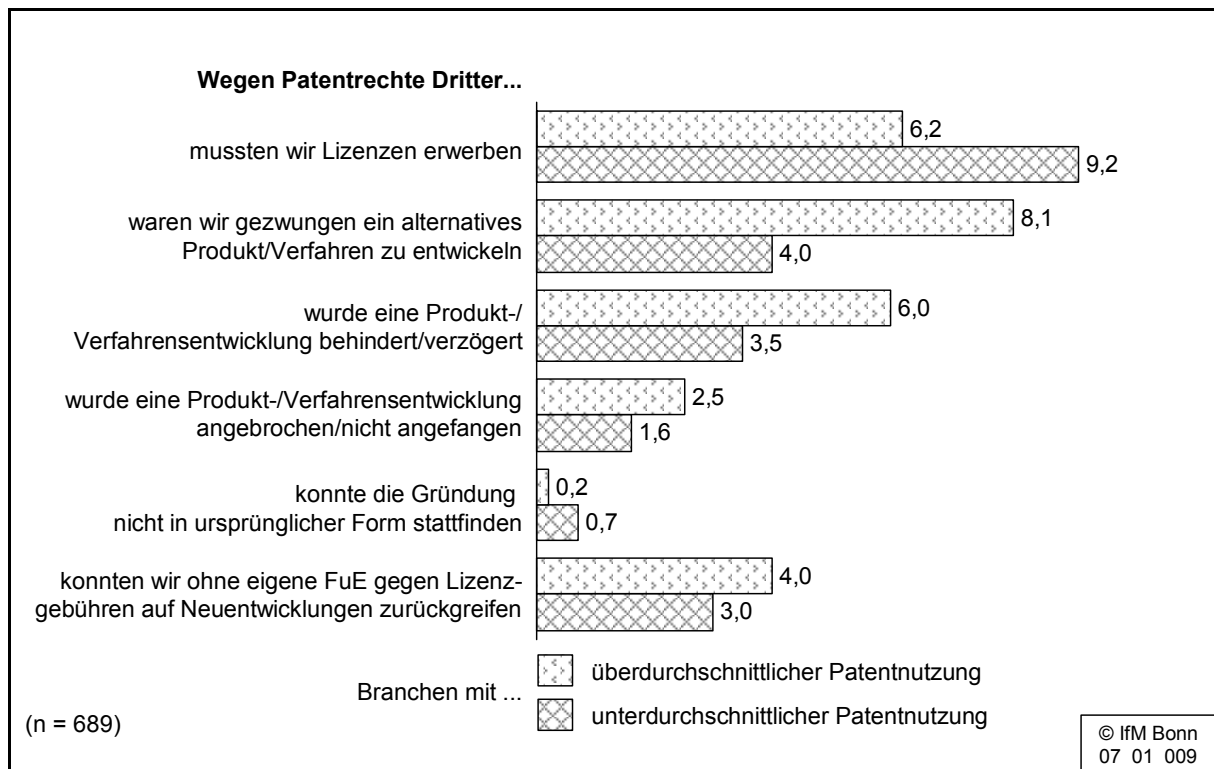 Wegen Patentrechte Dritter...
mussten wir Lizenzen erwerben
6,2
9,2
waren wir gezwungen ein alternatives
Produkt/Verfahren zu entwickeln
8,1
4,0
wurde eine Produkt-/
Verfahrensentwicklung behindert/verzögert
6,0
3,5
wurde eine Produkt-/Verfahrensentwicklung
angebrochen/nicht angefangen
2,5
1,6
konnte die Gründung
nicht in ursprünglicher Form stattfinden
0,2
0,7
konnten wir ohne eigene FuE gegen Lizenz-
gebühren auf Neuentwicklungen zurückgreifen
4,0
3,0
Branchen mit ...
überdurchschnittlicher Patentnutzung
unterdurchschnittlicher Patentnutzung
(n = 689)
© IfM Bonn
07 01 009